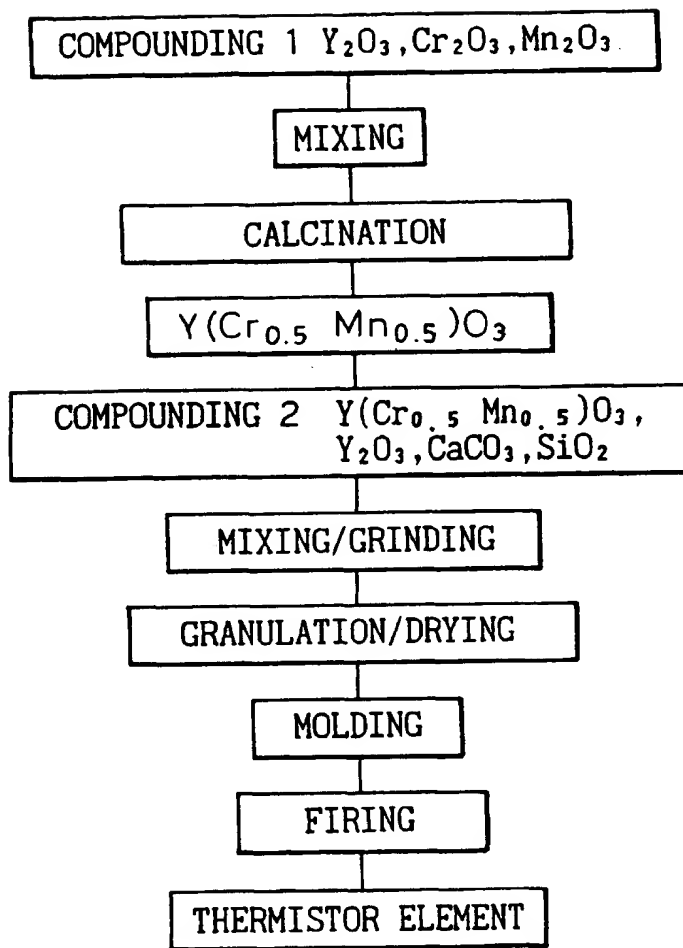 COMPOUNDING 1 Y₂O₃,Cr₂O₃,Mn₂O₃
MIXING
CALCINATION
Y(Cr₀.₅ Mn₀.₅)O₃
COMPOUNDING 2 Y(Cr₀.₅ Mn₀.₅)O₃,
Y₂O₃,CaCO₃,SiO₂
MIXING/GRINDING
GRANULATION/DRYING
MOLDING
FIRING
THERMISTOR ELEMENT